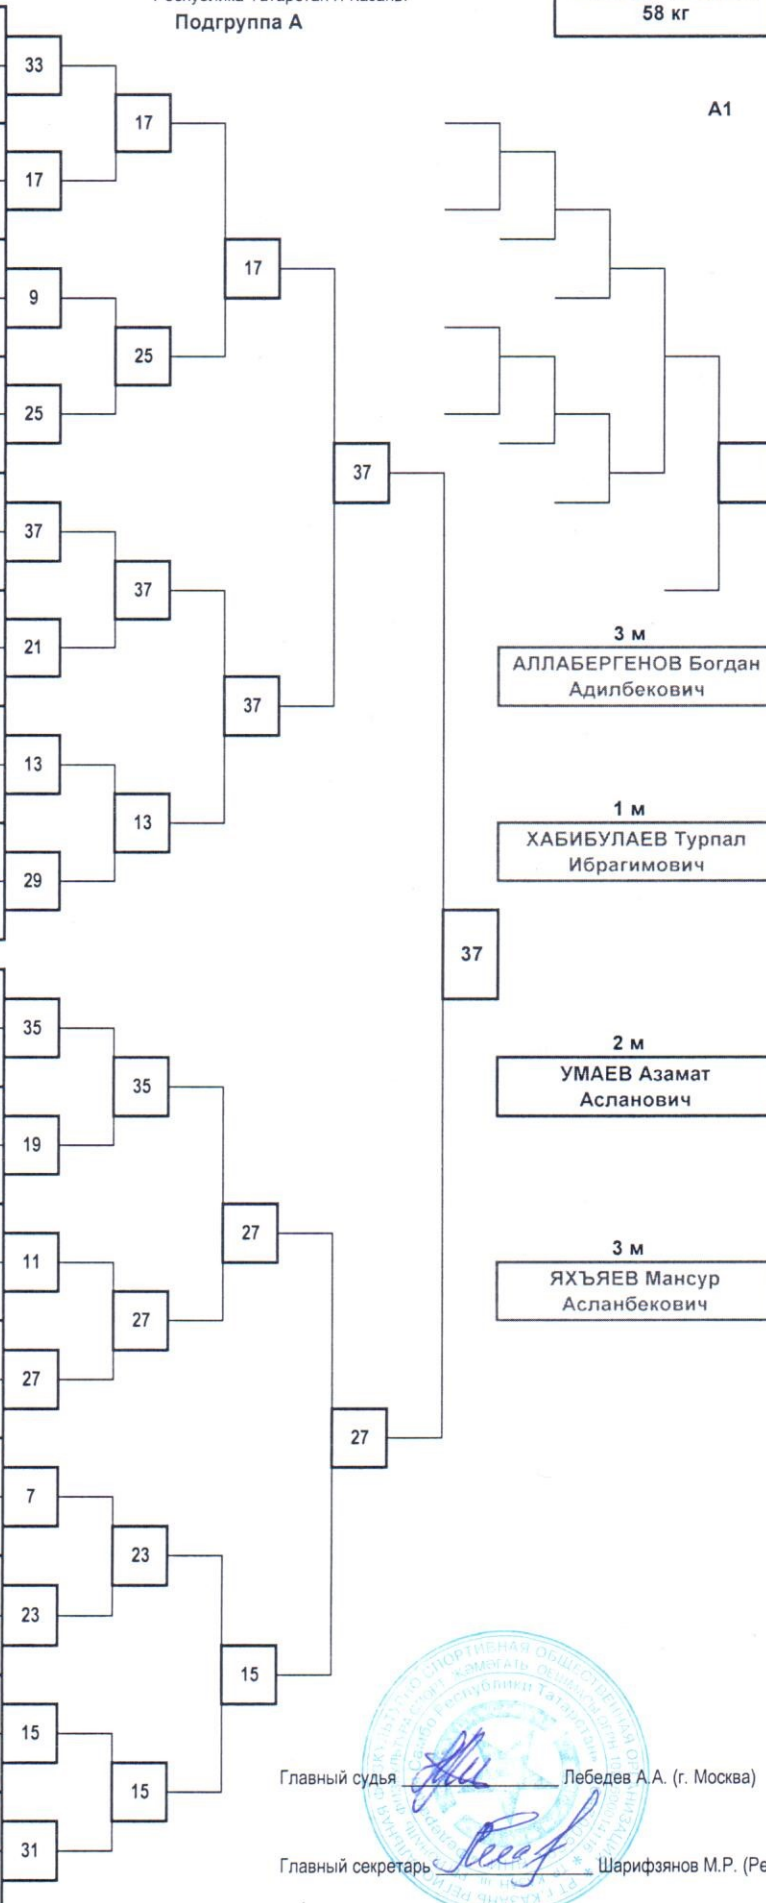 Подгруппа А
58 кг
А1
33
17
17
17
9
25
25
37
37
37
21
37
13
13
29
3 м
АЛЛАБЕРГЕНОВ Богдан
Адилбекович
1 м
ХАБИБУЛАЕВ Турпал
Ибрагимович
37
35
35
19
27
11
27
27
2 м
УМАЕВ Азамат
Асланович
3 м
ЯХЪЯЕВ Мансур
Асланбекович
27
7
23
23
15
15
15
31
Главный судья Лебедев А.А. (г. Москва)
Главный секретарь Шарифзянов М.Р. (Ре